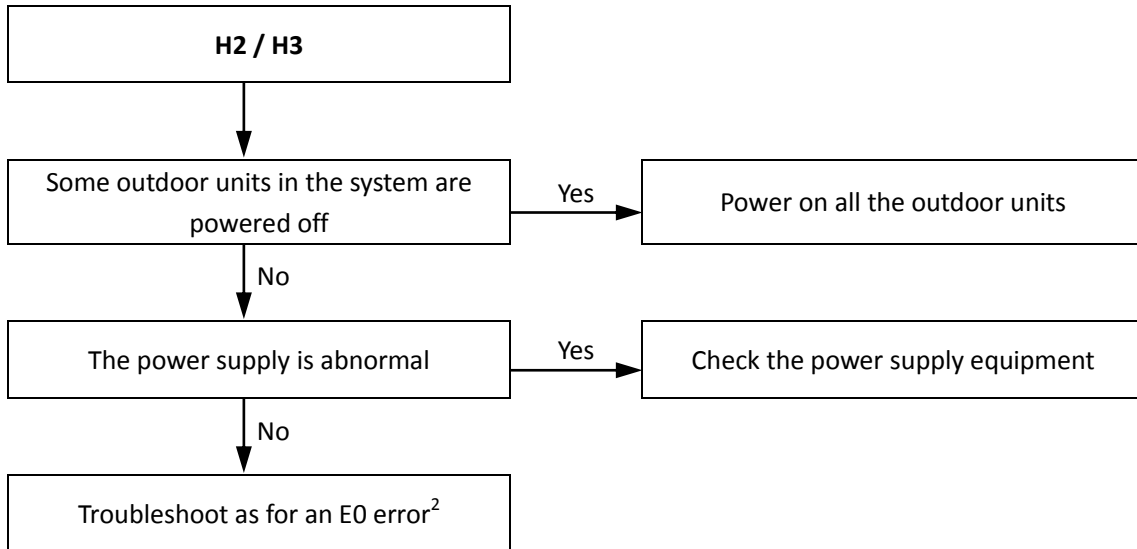 H2 / H3
Some outdoor units in the system are
powered off
Yes
Power on all the outdoor units
No
The power supply is abnormal
Yes
Check the power supply equipment
No
Troubleshoot as for an E0 error²